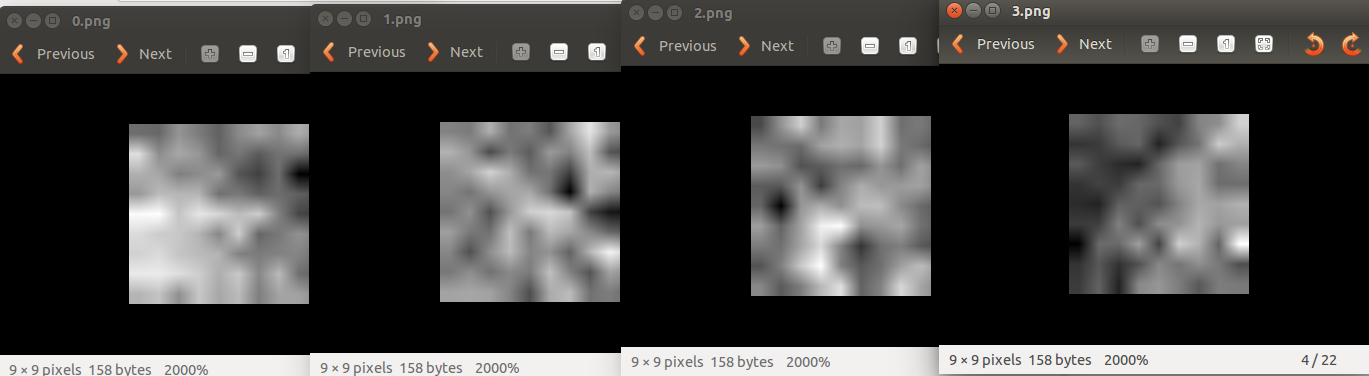 0.png
Previous Next
9 × 9 pixels 158 bytes 2000%
1.png
Previous Next
9 × 9 pixels 158 bytes 2000%
2.png
Previous Next
9 × 9 pixels 158 bytes 2000%
3.png
Previous Next
9 × 9 pixels 158 bytes 2000% 4 / 22